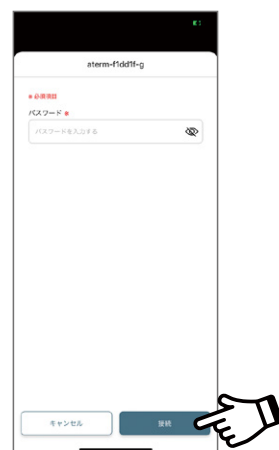 aterm-f1dd1f-g
※必須項目
パスワード ※
パスワードを入力する
キャンセル
接続